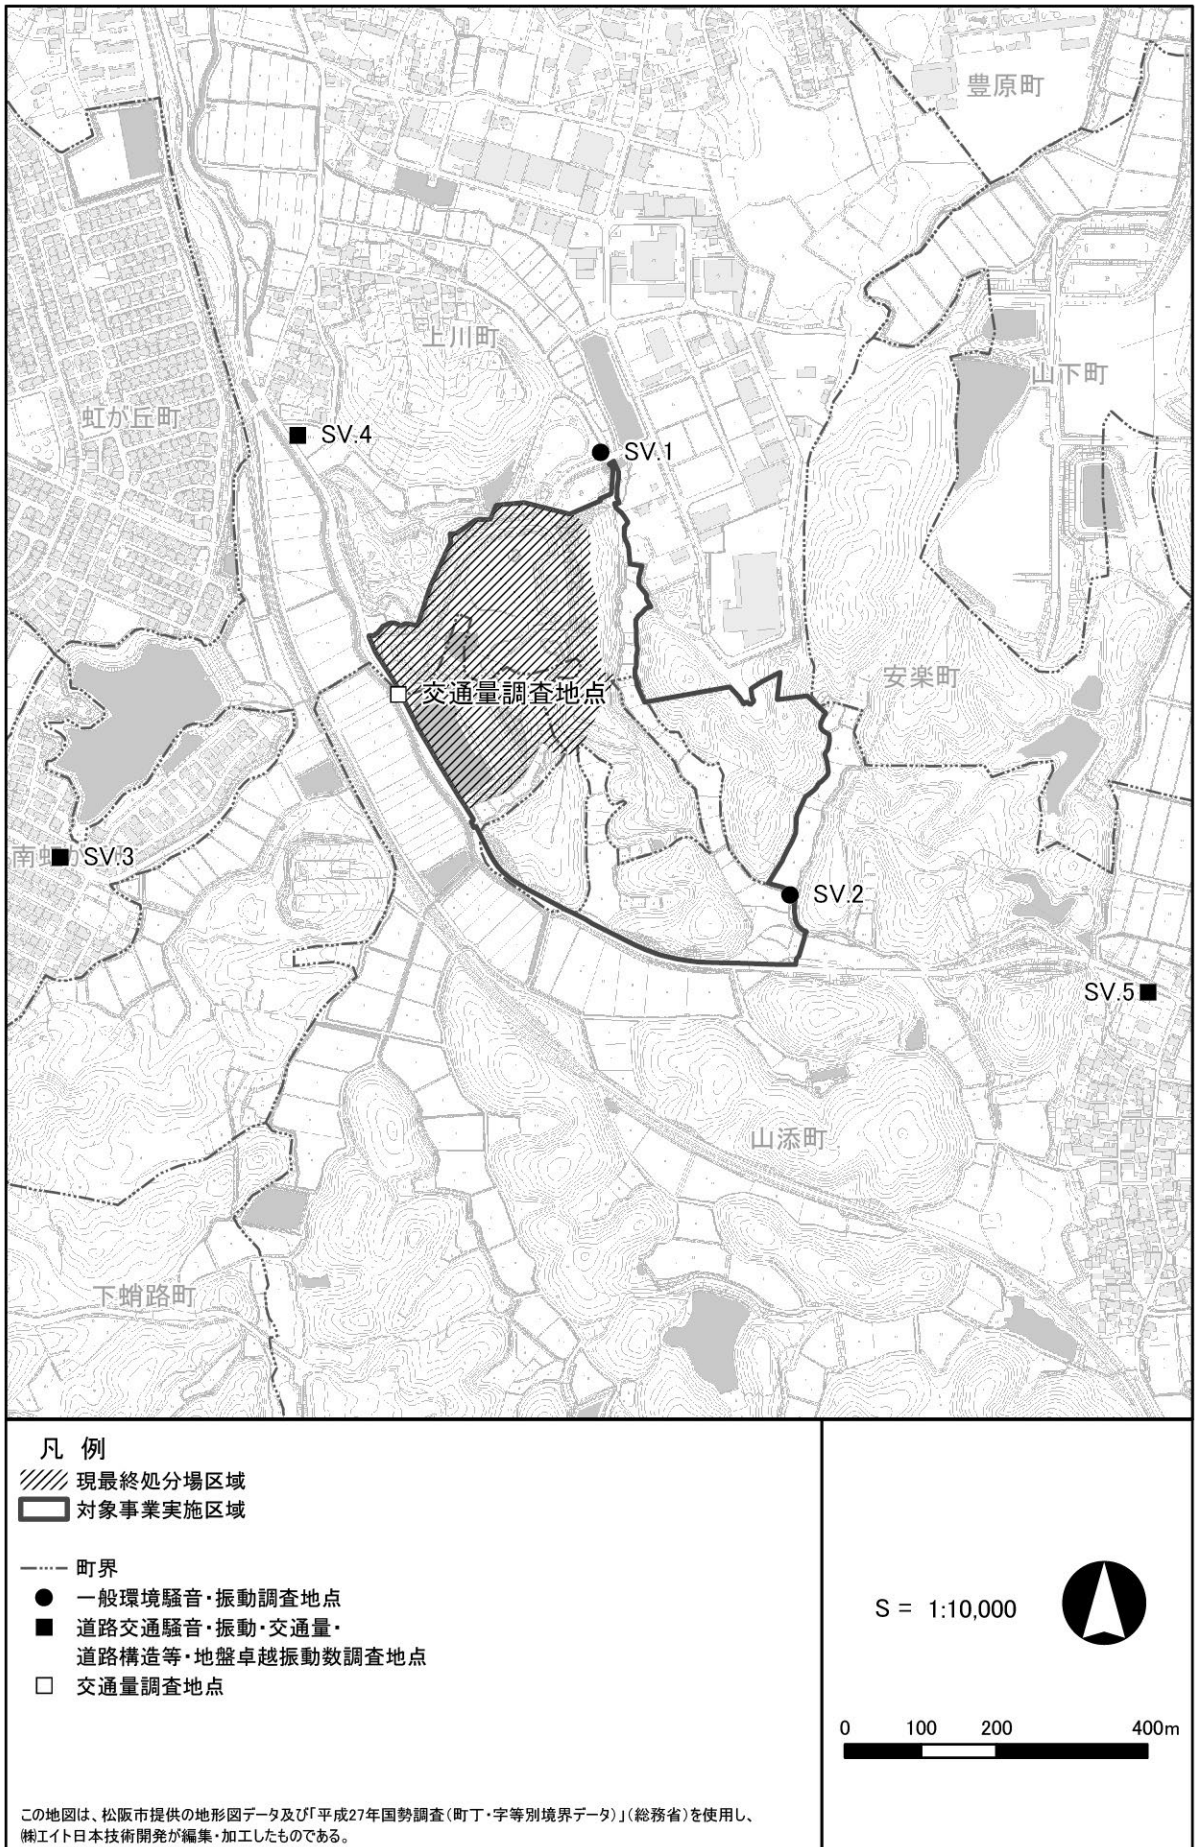 豊原町
上川町
山下町
虹が丘町
SV.4
SV.1
安楽町
交通量調査地点
SV.3
SV.2
SV.5
山添町
下蛸路町
凡 例
現最終処分場区域
対象事業実施区域
町界
一般環境騒音・振動調査地点
道路交通騒音・振動・交通量・
道路構造等・地盤卓越振動数調査地点
交通量調査地点
S = 1:10,000
0 100 200 400m
この地図は、松阪市提供の地形図データ及び「平成27年国勢調査(町丁・字等別境界データ)」(総務省)を使用し、
㈱エイト日本技術開発が編集・加工したものである。